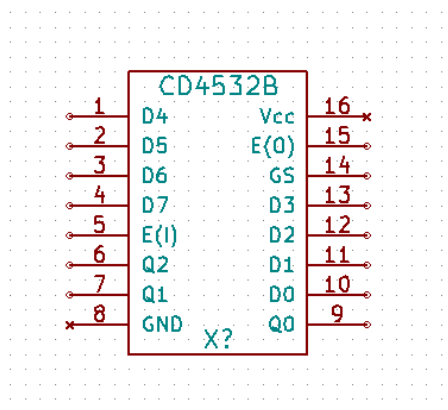 CD4532B
1 D4 Vcc 16
2 D5 E(O) 15
3 D6 GS 14
4 D7 D3 13
5 E(I) D2 12
6 Q2 D1 11
7 Q1 D0 10
8 GND Q0 9
X?